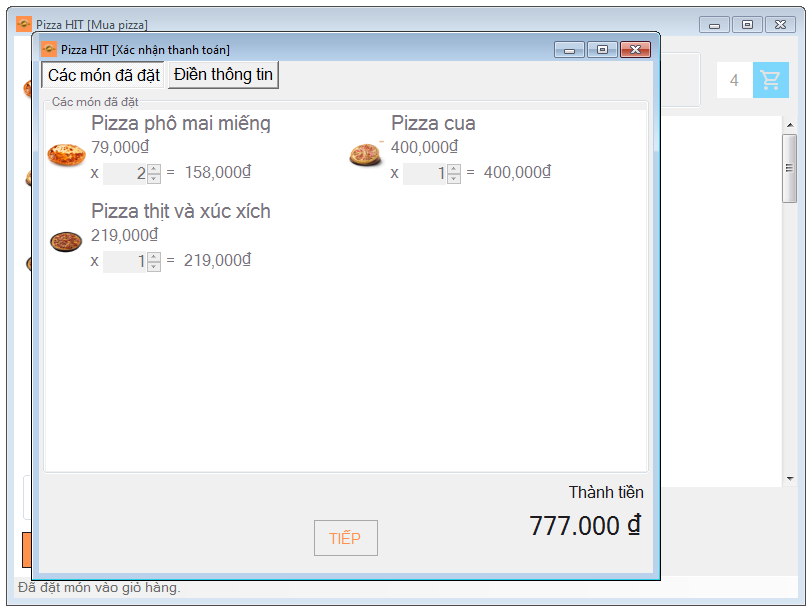 Pizza HIT [Mua pizza]
Pizza HIT [Xác nhận thanh toán]
Các món đã đặt Điền thông tin
4
Các món đã đặt
Pizza phô mai miếng
79,000₫
x 2 = 158,000₫
Pizza cua
400,000₫
x 1 = 400,000₫
Pizza thịt và xúc xích
219,000₫
x 1 = 219,000₫
Thành tiền
777.000 ₫
TIẾP
Đã đặt món vào giỏ hàng.